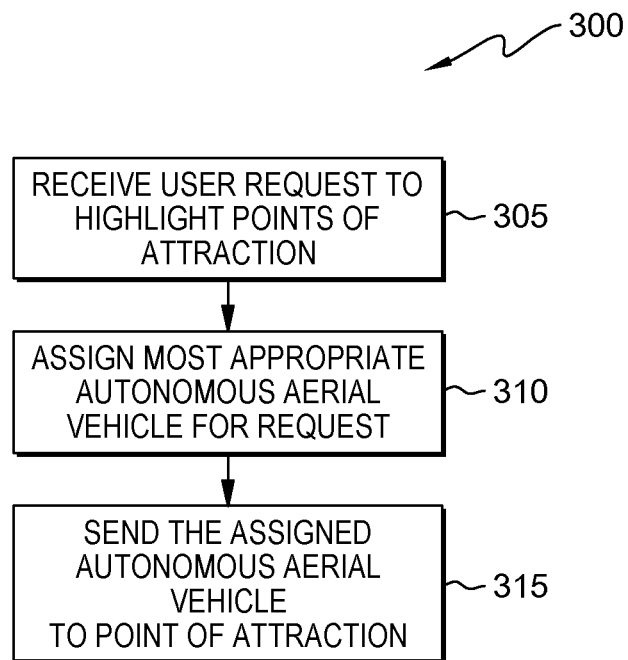 300
RECEIVE USER REQUEST TO
HIGHLIGHT POINTS OF
ATTRACTION
305
ASSIGN MOST APPROPRIATE
AUTONOMOUS AERIAL
VEHICLE FOR REQUEST
310
SEND THE ASSIGNED
AUTONOMOUS AERIAL
VEHICLE
TO POINT OF ATTRACTION
315